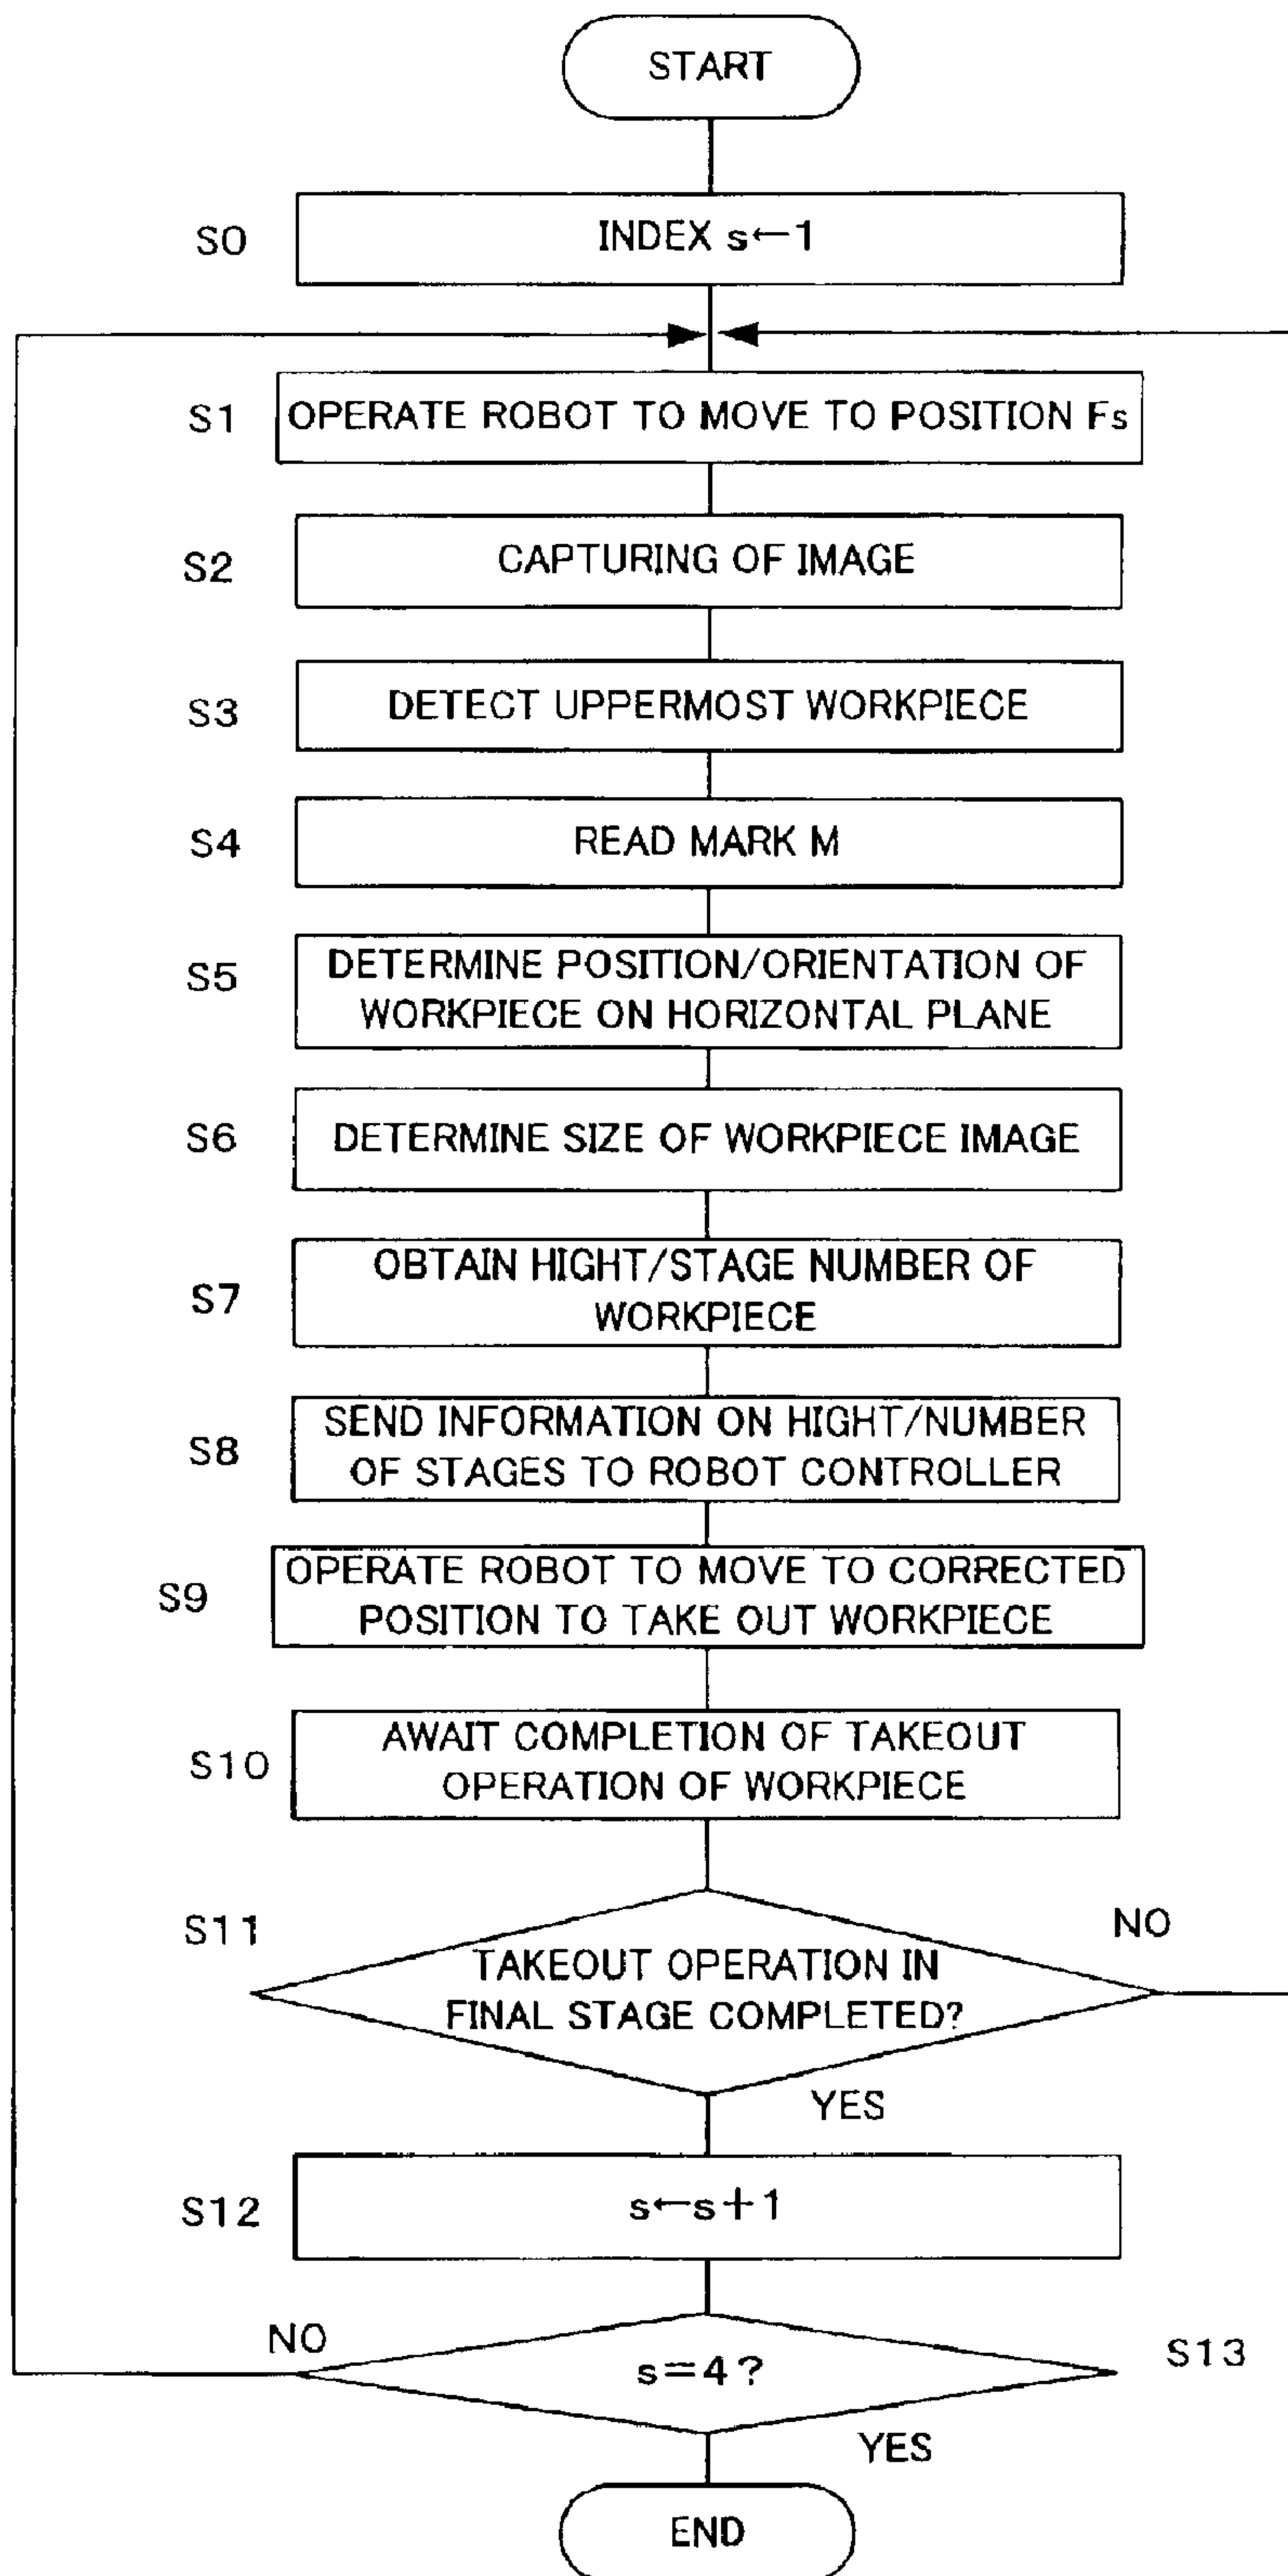 START
S0
INDEX s←1
S1
OPERATE ROBOT TO MOVE TO POSITION Fs
S2
CAPTURING OF IMAGE
S3
DETECT UPPERMOST WORKPIECE
S4
READ MARK M
S5
DETERMINE POSITION/ORIENTATION OF
WORKPIECE ON HORIZONTAL PLANE
S6
DETERMINE SIZE OF WORKPIECE IMAGE
S7
OBTAIN HIGHT/STAGE NUMBER OF
WORKPIECE
S8
SEND INFORMATION ON HIGHT/NUMBER
OF STAGES TO ROBOT CONTROLLER
S9
OPERATE ROBOT TO MOVE TO CORRECTED
POSITION TO TAKE OUT WORKPIECE
S10
AWAIT COMPLETION OF TAKEOUT
OPERATION OF WORKPIECE
S11
TAKEOUT OPERATION IN
FINAL STAGE COMPLETED?
NO
YES
S12
s←s+1
NO
s=4?
S13
YES
END